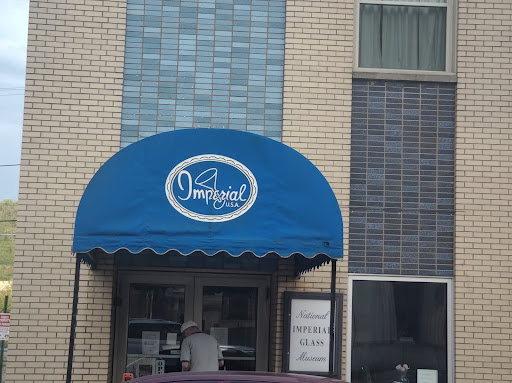 Imperial
U.S.A.
National
IMPERIAL
GLASS
Museum